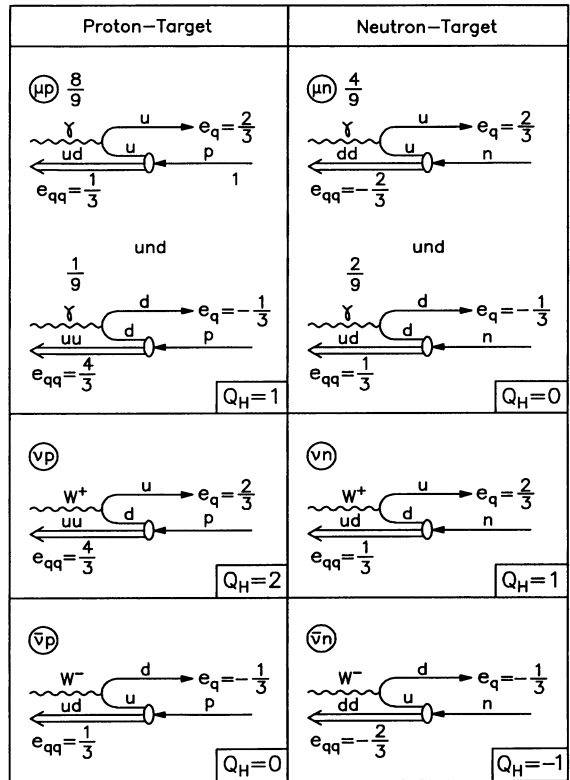 Proton–Target
Neutron–Target
μp 8/9
γ
u
e_q = 2/3
ud
u
p
e_qq = 1/3
1
und
1/9
γ
d
e_q = -1/3
uu
d
p
e_qq = 4/3
Q_H=1
μn 4/9
γ
u
e_q = 2/3
dd
u
n
e_qq = -2/3
und
2/9
γ
d
e_q = -1/3
ud
d
n
e_qq = 1/3
Q_H=0
νp
W⁺
u
e_q = 2/3
uu
d
p
e_qq = 4/3
Q_H=2
νn
W⁺
u
e_q = 2/3
ud
d
n
e_qq = 1/3
Q_H=1
ν̄p
W⁻
d
e_q = -1/3
ud
u
p
e_qq = 1/3
Q_H=0
ν̄n
W⁻
d
e_q = -1/3
dd
u
n
e_qq = -2/3
Q_H=-1